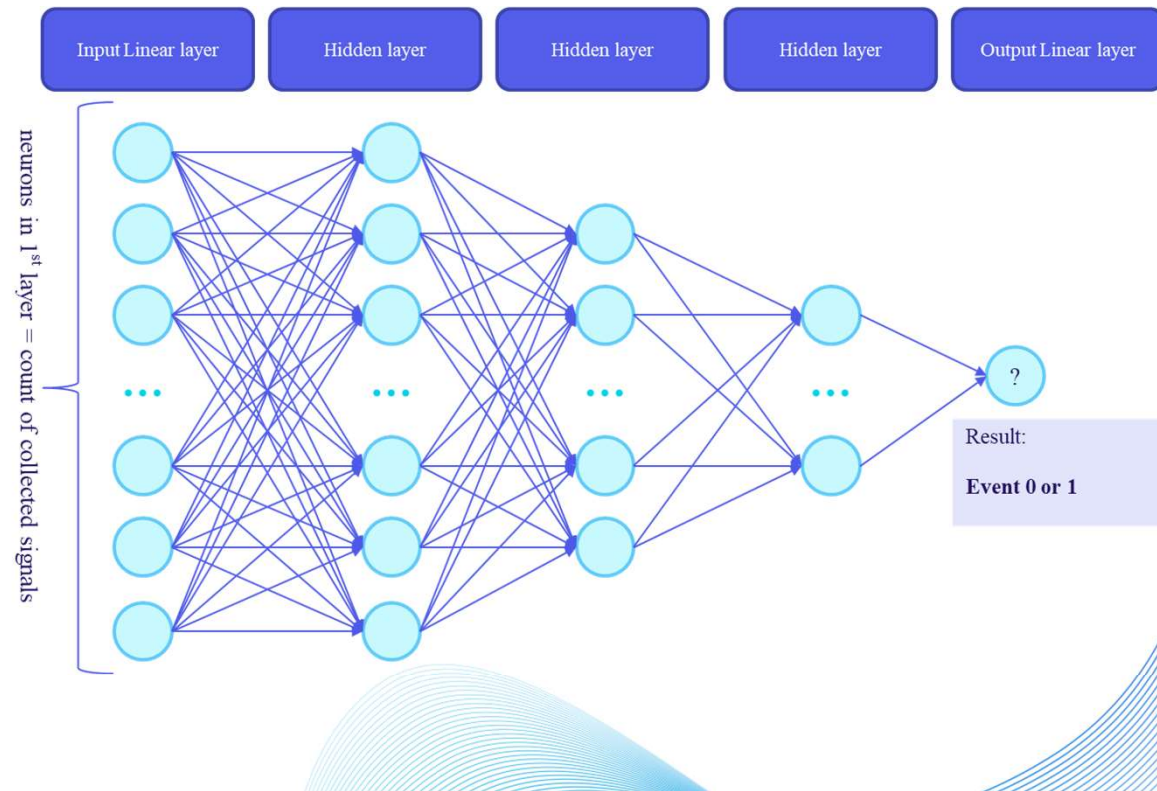 Input Linear layer
Hidden layer
Hidden layer
Hidden layer
Output Linear layer
neurons in 1st layer = count of collected signals
...
...
...
...
?
Result:
Event 0 or 1